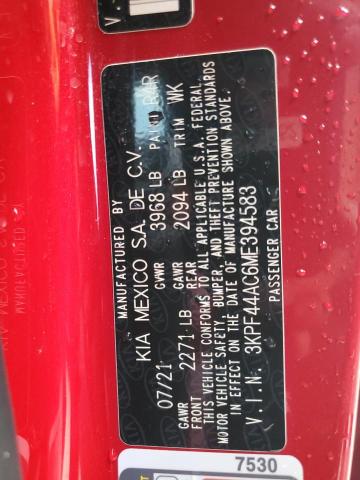 MANUFACTURED BY
KIA MEXICO S.A. DE C.V.
07/21 GVWR 3968 LB PAINT
GAWR FRONT 2271 LB GAWR REAR 2094 LB TRIM WK
THIS VEHICLE CONFORMS TO ALL APPLICABLE U.S.A. FEDERAL
MOTOR VEHICLE SAFETY, BUMPER, AND THEFT PREVENTION STANDARDS
IN EFFECT ON THE DATE OF MANUFACTURE SHOWN ABOVE.
V.I.N: 3KPF44AC6ME394583
PASSENGER CAR
7530
V.